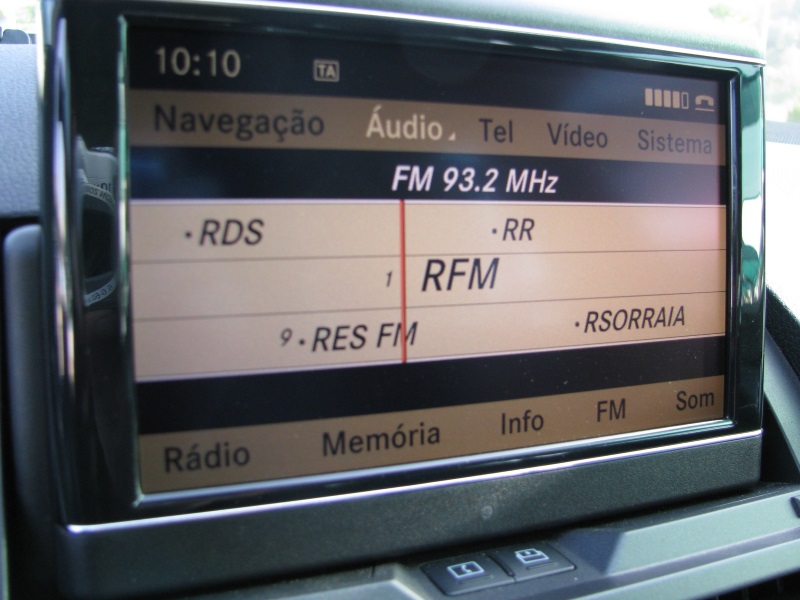 10:10 TA
Navegação Áudio Tel Vídeo Sistema
FM 93.2 MHz
·RDS ·RR
1 RFM
9·RES FM ·RSORRAIA
Rádio Memória Info FM Som